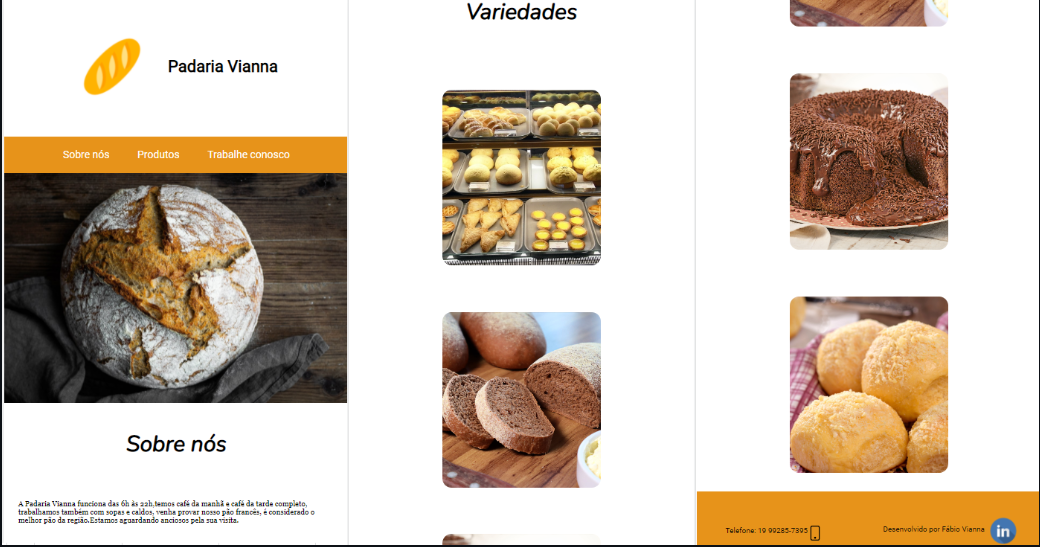 Padaria Vianna
Sobre nós
Produtos
Trabalhe conosco
Sobre nós
A Padaria Vianna funciona das 6h às 22h,temos café da manhã e café da tarde completo,
trabalhamos também com sopas e caldos, venha provar nosso pão francês, é considerado o
melhor pão da região.Estamos aguardando anciosos pela sua visita.
Variedades
Telefone: 19 99285-7395
Desenvolvido por Fábio Vianna
in